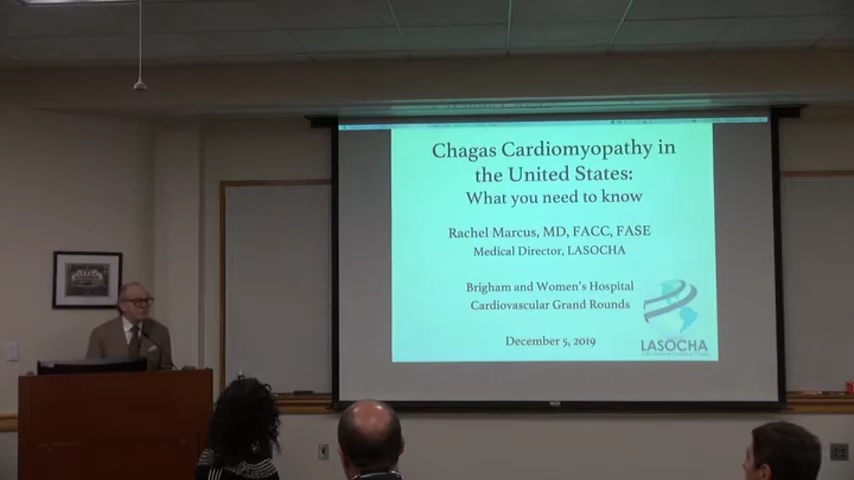 Chagas Cardiomyopathy in
the United States:
What you need to know
Rachel Marcus, MD, FACC, FASE
Medical Director, LASOCHA
Brigham and Women's Hospital
Cardiovascular Grand Rounds
December 5, 2019
LASOCHA